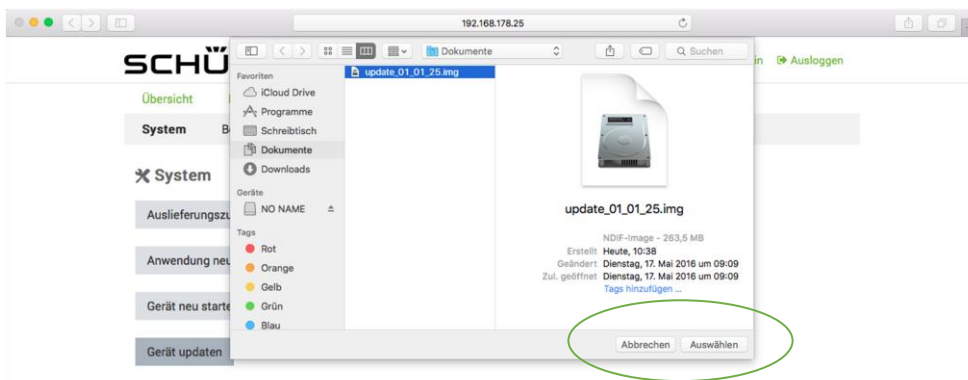 192.168.178.25
Dokumente
Suchen
SCHÜ
Ausloggen
Favoriten
update_01_01_25.img
iCloud Drive
Übersicht
Programme
System
Schreibtisch
Dokumente
System
Downloads
Geräte
Auslieferungszu
NO NAME
update_01_01_25.img
Tags
NDIF-Image - 263,5 MB
Rot
Erstellt Heute, 10:38
Anwendung neu
Orange
Geändert Dienstag, 17. Mai 2016 um 09:09
Zul. geöffnet Dienstag, 17. Mai 2016 um 09:09
Gelb
Tags hinzufügen ...
Gerät neu starte
Grün
Blau
Gerät updaten
Abbrechen Auswählen